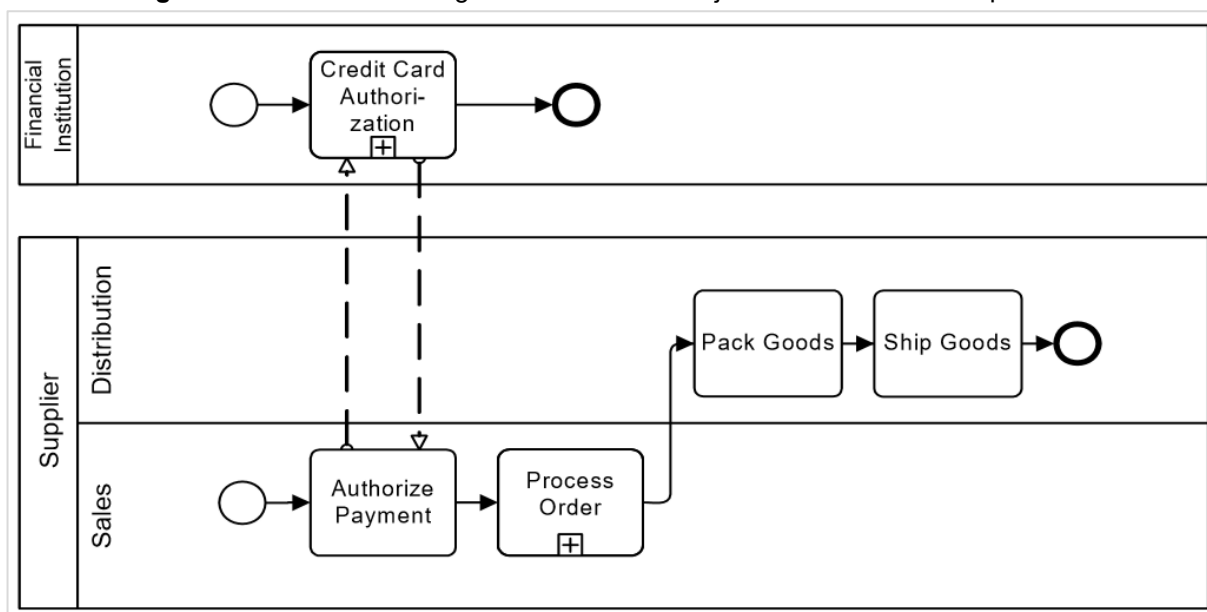 Financial
Institution
Credit Card
Authori-
zation
Supplier
Distribution
Pack Goods
Ship Goods
Sales
Authorize
Payment
Process
Order